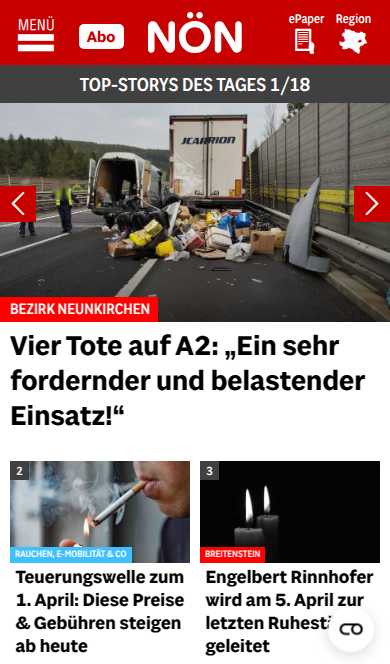 MENÜ
Abo
NÖN
ePaper
Region
TOP-STORYS DES TAGES 1/18
JCARRION
BEZIRK NEUNKIRCHEN
Vier Tote auf A2: „Ein sehr
fordernder und belastender
Einsatz!“
2
RAUCHEN, E-MOBILITÄT & CO
Teuerungswelle zum
1. April: Diese Preise
& Gebühren steigen
ab heute
3
BREITENSTEIN
Engelbert Rinnhofer
wird am 5. April zur
letzten
geleitet